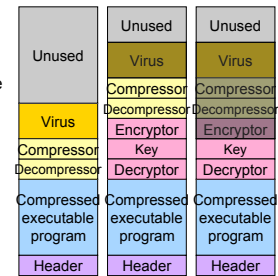 Unused
Virus
Compressor
Decompressor
Compressed
executable
program
Header
Unused
Virus
Compressor
Decompressor
Encryptor
Key
Decryptor
Compressed
executable
program
Header
Unused
Virus
Compressor
Decompressor
Encryptor
Key
Decryptor
Compressed
executable
program
Header